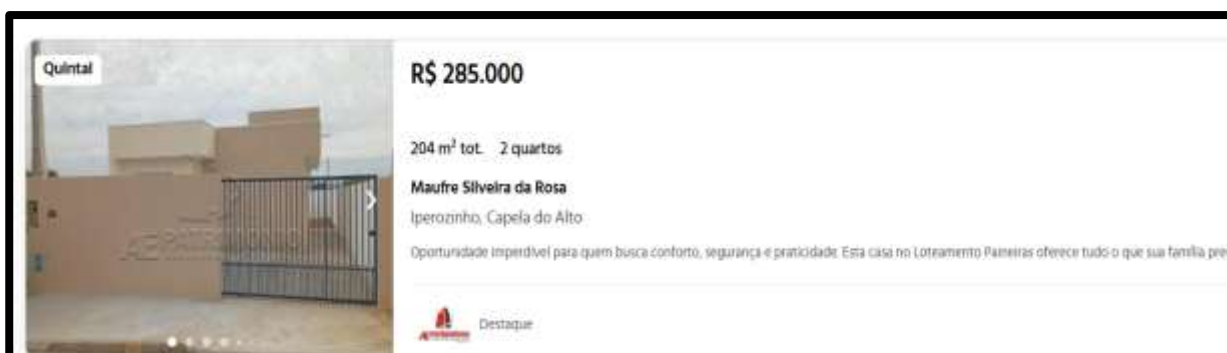 Quintal
R$ 285.000
204 m² tot. 2 quartos
Maufre Silveira da Rosa
Iperozinho, Capela do Alto
Oportunidade imperdível para quem busca conforto, segurança e praticidade. Esta casa no Loteamento Paineiras oferece tudo o que sua família pre
PATRIMÔNIO
Destaque